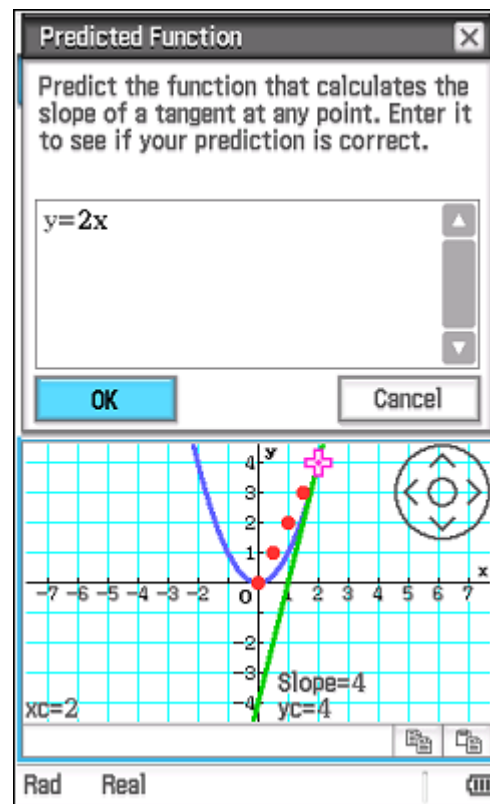 Predicted Function
Predict the function that calculates the
slope of a tangent at any point. Enter it
to see if your prediction is correct.
y=2x
OK
Cancel
y
4
3
2
1
-7 -6 -5 -4 -3 -2 0 1 2 3 4 5 6 7 x
-2
-3
-4
Slope=4
xc=2 yc=4
Rad Real